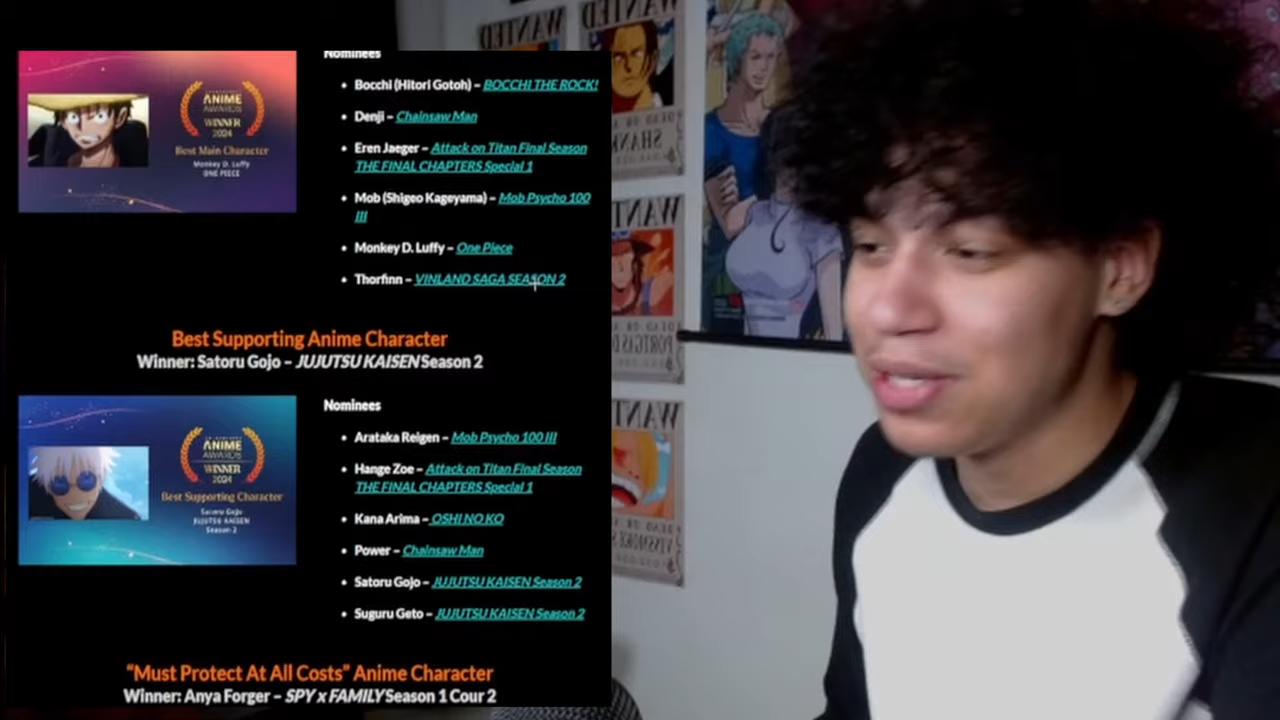 Nominees
ANIME
AWARDS
WINNER
2024
Best Main Character
Monkey D. Luffy
ONE PIECE
• Bocchi (Hitori Gotoh) – BOCCHI THE ROCK!
• Denji – Chainsaw Man
• Eren Jaeger – Attack on Titan Final Season
THE FINAL CHAPTERS Special 1
• Mob (Shigeo Kageyama) – Mob Psycho 100
III
• Monkey D. Luffy – One Piece
• Thorfinn – VINLAND SAGA SEASON 2
Best Supporting Anime Character
Winner: Satoru Gojo – JUJUTSU KAISEN Season 2
ANIME
AWARDS
WINNER
2024
Best Supporting Character
Satoru Gojo
JUJUTSU KAISEN
Season 2
Nominees
• Arataka Reigen – Mob Psycho 100 III
• Hange Zoe – Attack on Titan Final Season
THE FINAL CHAPTERS Special 1
• Kana Arima – OSHI NO KO
• Power – Chainsaw Man
• Satoru Gojo – JUJUTSU KAISEN Season 2
• Suguru Geto – JUJUTSU KAISEN Season 2
“Must Protect At All Costs” Anime Character
Winner: Anya Forger – SPY x FAMILY Season 1 Cour 2
WANTED
WANTED
SHANK
WANT
PORTGAS D
WANT
VINSMOKE S